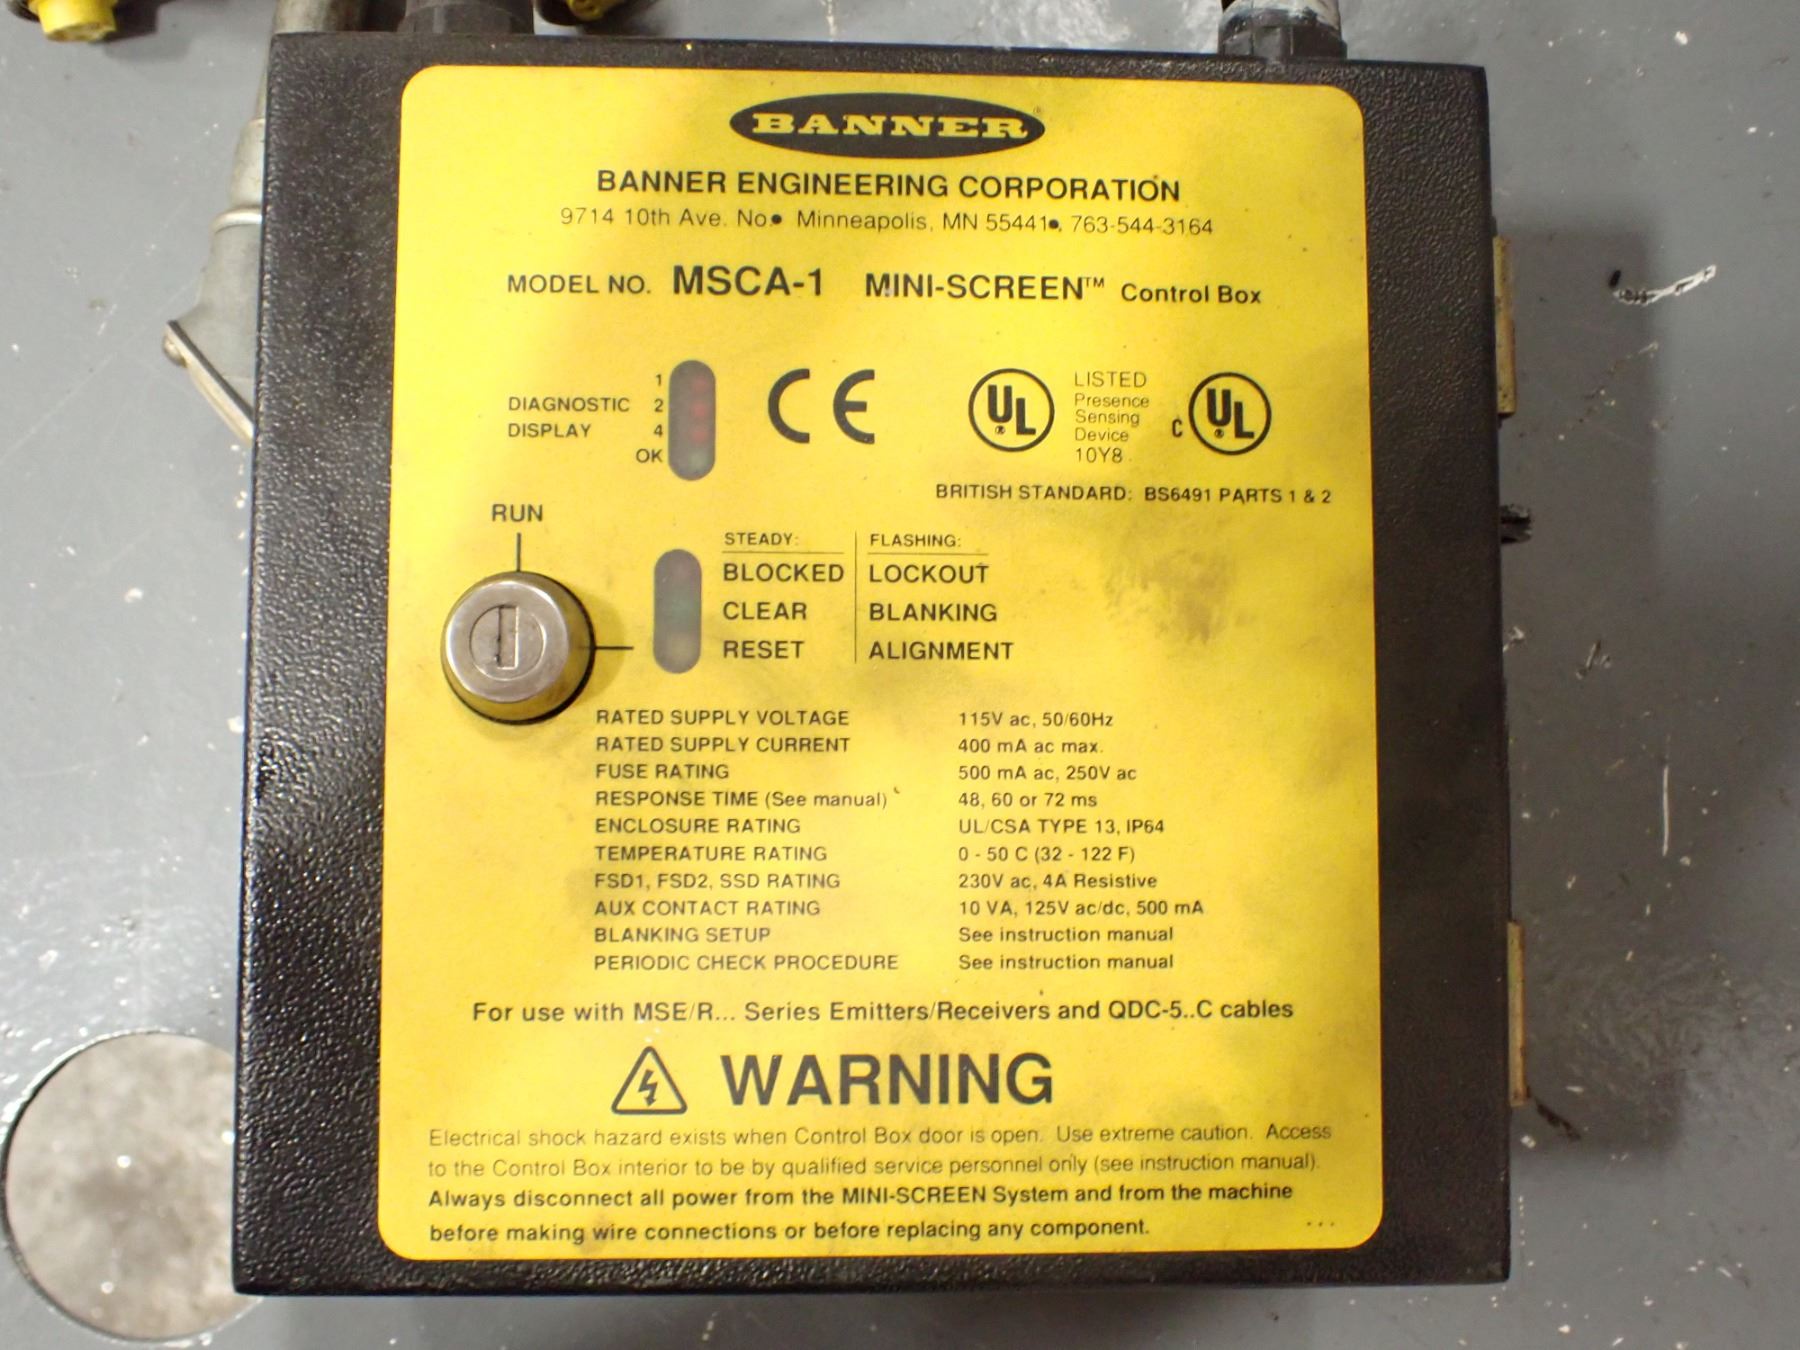 BANNER®
BANNER ENGINEERING CORPORATION
9714 10th Ave. No• Minneapolis, MN 55441• 763-544-3164
MODEL NO. MSCA-1 MINI-SCREEN™ Control Box
DIAGNOSTIC DISPLAY
1
2
4
OK
CE
UL®
LISTED
Presence
Sensing
Device
10Y8
C UL®
BRITISH STANDARD: BS6491 PARTS 1 & 2
RUN
STEADY: FLASHING:
BLOCKED LOCKOUT
CLEAR BLANKING
RESET ALIGNMENT
RATED SUPPLY VOLTAGE 115V ac, 50/60Hz
RATED SUPPLY CURRENT 400 mA ac max.
FUSE RATING 500 mA ac, 250V ac
RESPONSE TIME (See manual) 48, 60 or 72 ms
ENCLOSURE RATING UL/CSA TYPE 13, IP64
TEMPERATURE RATING 0 - 50 C (32 - 122 F)
FSD1, FSD2, SSD RATING 230V ac, 4A Resistive
AUX CONTACT RATING 10 VA, 125V ac/dc, 500 mA
BLANKING SETUP See instruction manual
PERIODIC CHECK PROCEDURE See instruction manual
For use with MSE/R... Series Emitters/Receivers and QDC-5..C cables
WARNING
Electrical shock hazard exists when Control Box door is open. Use extreme caution. Access
to the Control Box interior to be by qualified service personnel only (see instruction manual).
Always disconnect all power from the MINI-SCREEN System and from the machine
before making wire connections or before replacing any component. ...